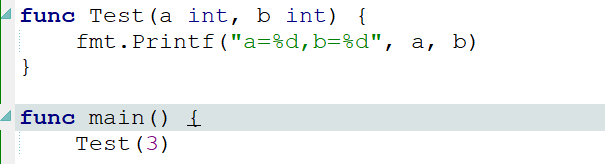 func Test(a int, b int) {
    fmt.Printf("a=%d,b=%d", a, b)
}
func main() {
    Test(3)